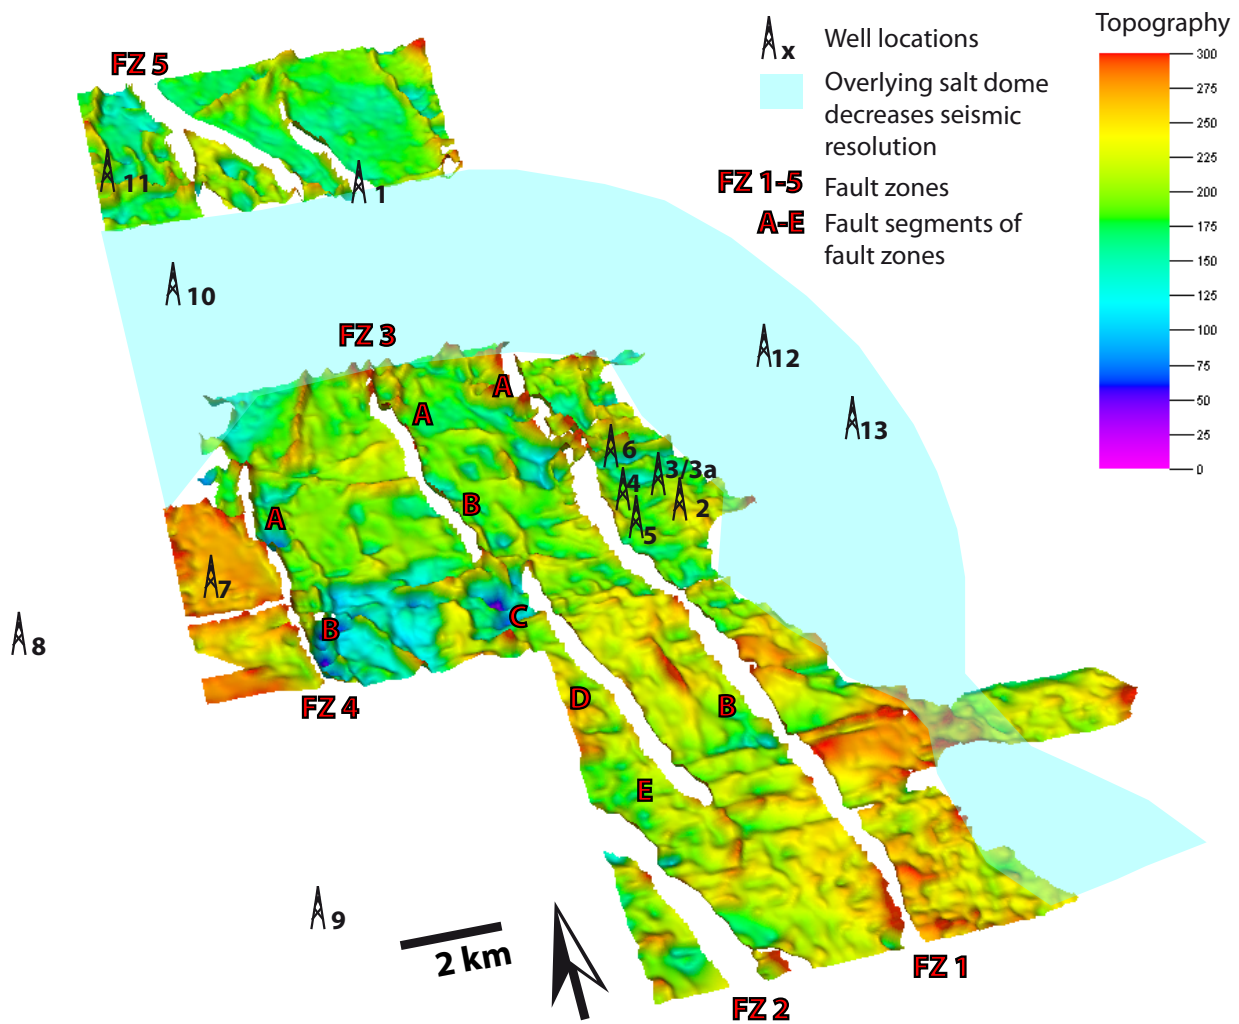 Topography
x Well locations
Overlying salt dome
decreases seismic
resolution
FZ 1-5 Fault zones
A-E Fault segments of
fault zones
300
275
250
225
200
175
150
125
100
75
50
25
0
FZ 5
11
1
10
FZ 3
12
A
A
13
6
3/3a
4
2
B
5
A
7
C
B
8
FZ 4
D
B
E
9
2 km
FZ 1
FZ 2